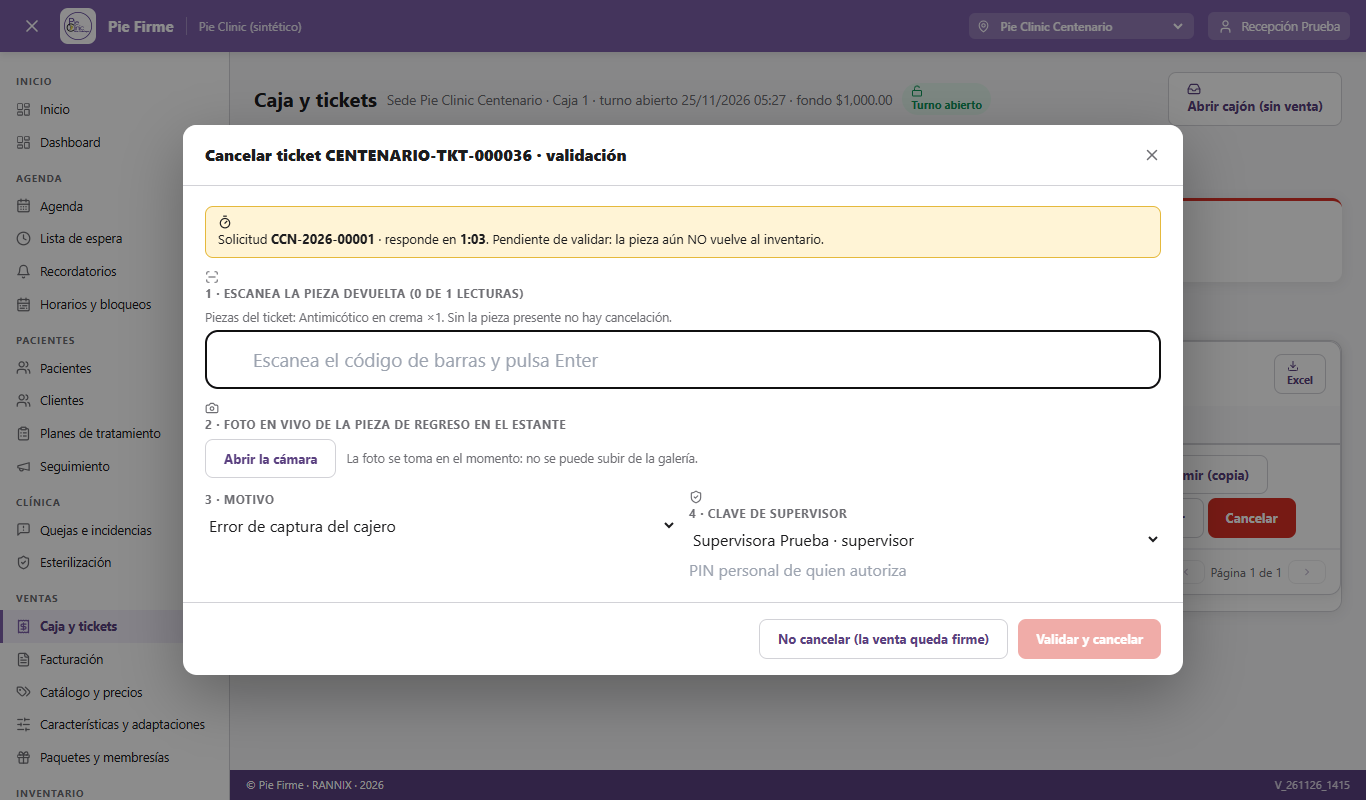 Pie Firme
Pie Clinic (sintético)
Pie Clinic Centenario
Recepción Prueba
INICIO
Inicio
Dashboard
AGENDA
Agenda
Lista de espera
Recordatorios
Horarios y bloqueos
PACIENTES
Pacientes
Clientes
Planes de tratamiento
Seguimiento
CLÍNICA
Quejas e incidencias
Esterilización
VENTAS
Caja y tickets
Facturación
Catálogo y precios
Características y adaptaciones
Paquetes y membresías
INVENTARIO
Caja y tickets
Sede Pie Clinic Centenario · Caja 1 · turno abierto 25/11/2026 05:27 · fondo $1,000.00
Turno abierto
Abrir cajón (sin venta)
Cancelar ticket CENTENARIO-TKT-000036 · validación
Solicitud CCN-2026-00001 · responde en 1:03. Pendiente de validar: la pieza aún NO vuelve al inventario.
1 · ESCANEA LA PIEZA DEVUELTA (0 DE 1 LECTURAS)
Piezas del ticket: Antimicótico en crema ×1. Sin la pieza presente no hay cancelación.
Escanea el código de barras y pulsa Enter
2 · FOTO EN VIVO DE LA PIEZA DE REGRESO EN EL ESTANTE
Abrir la cámara
La foto se toma en el momento: no se puede subir de la galería.
3 · MOTIVO
Error de captura del cajero
4 · CLAVE DE SUPERVISOR
Supervisora Prueba · supervisor
PIN personal de quien autoriza
No cancelar (la venta queda firme)
Validar y cancelar
Excel
(copia)
Cancelar
Página 1 de 1
© Pie Firme · RANNIX · 2026
V_261126_1415